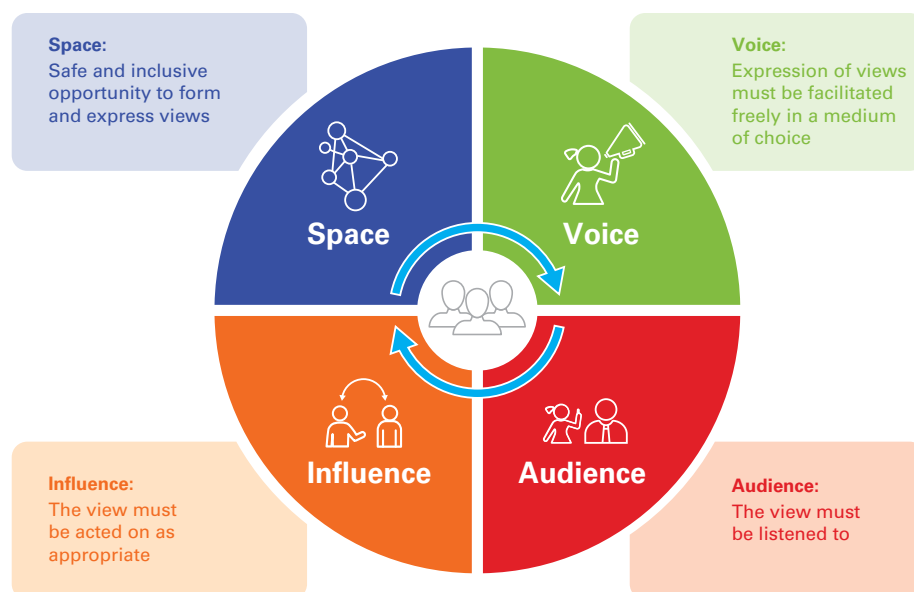 Space:
Safe and inclusive
opportunity to form
and express views
Voice:
Expression of views
must be facilitated
freely in a medium
of choice
Space
Voice
Influence
Audience
Influence:
The view must
be acted on as
appropriate
Audience:
The view must
be listened to